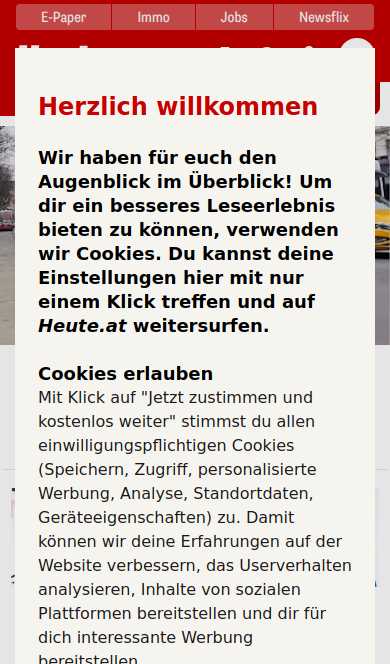 E-Paper Immo Jobs Newsflix
Herzlich willkommen
Wir haben für euch den
Augenblick im Überblick! Um
dir ein besseres Leseerlebnis
bieten zu können, verwenden
wir Cookies. Du kannst deine
Einstellungen hier mit nur
einem Klick treffen und auf
Heute.at weitersurfen.
Cookies erlauben
Mit Klick auf "Jetzt zustimmen und
kostenlos weiter" stimmst du allen
einwilligungspflichtigen Cookies
(Speichern, Zugriff, personalisierte
Werbung, Analyse, Standortdaten,
Geräteeigenschaften) zu. Damit
können wir deine Erfahrungen auf der
Website verbessern, das Userverhalten
analysieren, Inhalte von sozialen
Plattformen bereitstellen und dir für
dich interessante Werbung
bereitstellen